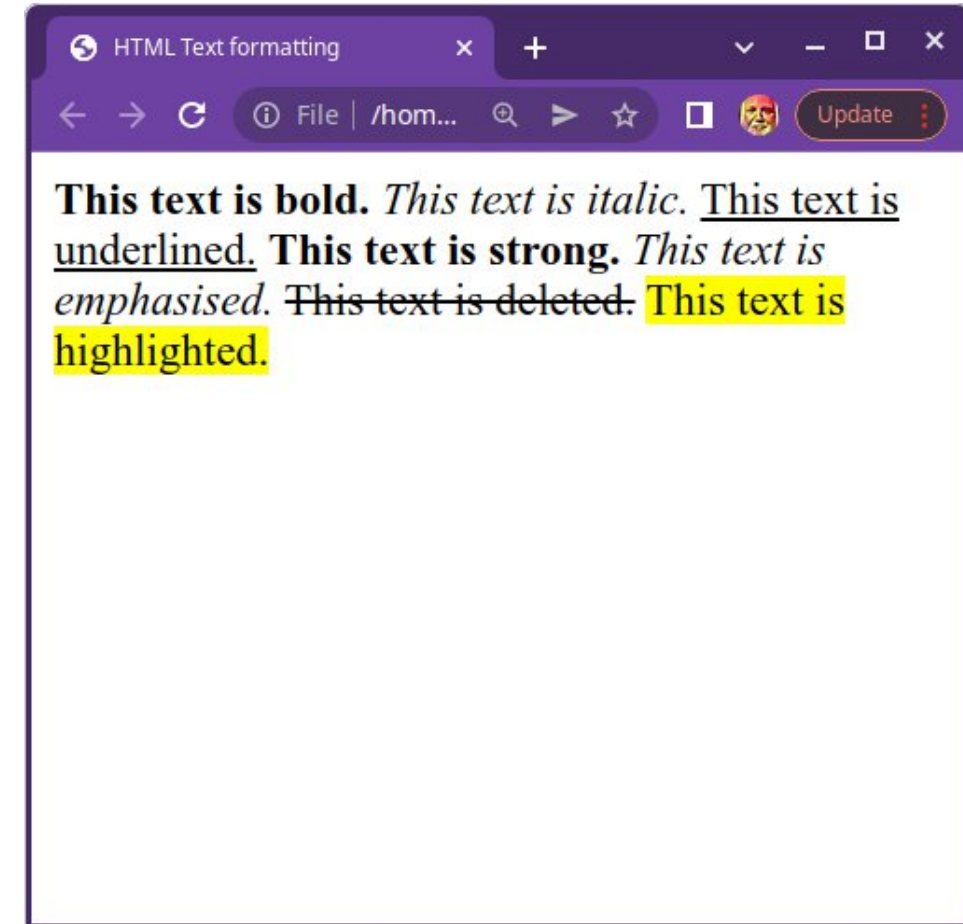 HTML Text formatting
File /hom... Update
This text is bold. This text is italic. This text is
underlined. This text is strong. This text is
emphasised. This text is deleted. This text is
highlighted.